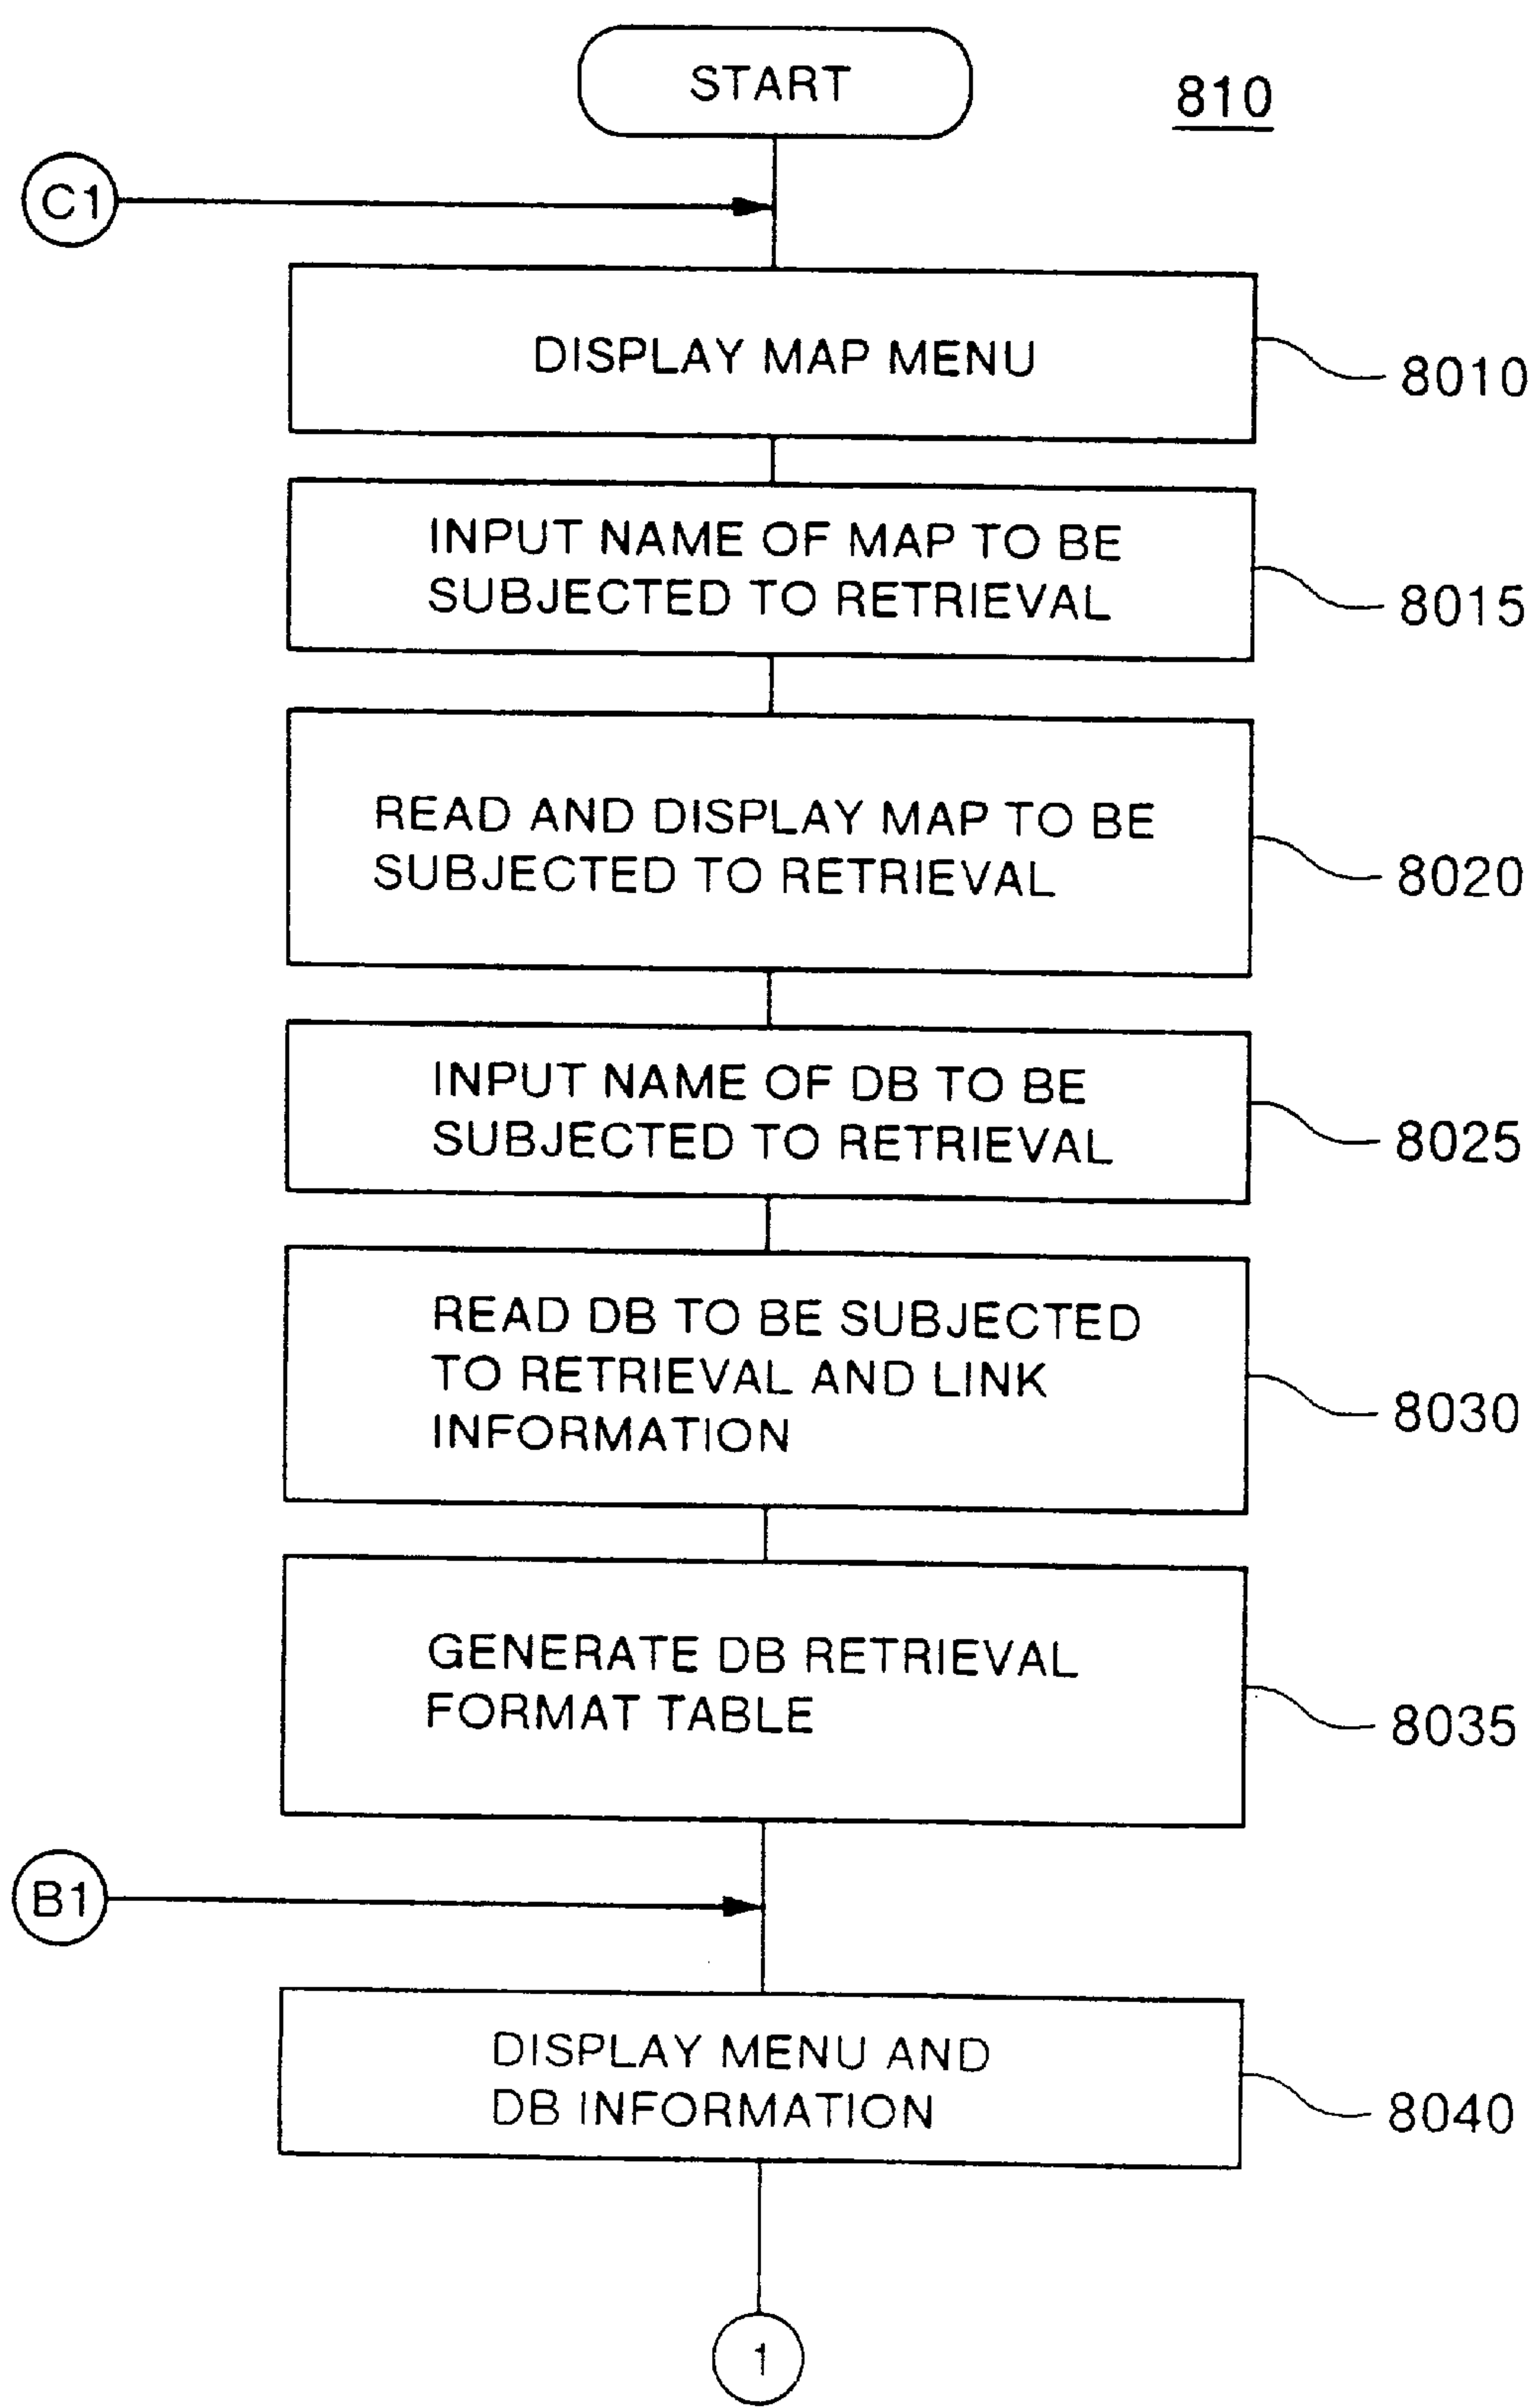 START
810
C1
DISPLAY MAP MENU
8010
INPUT NAME OF MAP TO BE
SUBJECTED TO RETRIEVAL
8015
READ AND DISPLAY MAP TO BE
SUBJECTED TO RETRIEVAL
8020
INPUT NAME OF DB TO BE
SUBJECTED TO RETRIEVAL
8025
READ DB TO BE SUBJECTED
TO RETRIEVAL AND LINK
INFORMATION
8030
GENERATE DB RETRIEVAL
FORMAT TABLE
8035
B1
DISPLAY MENU AND
DB INFORMATION
8040
1